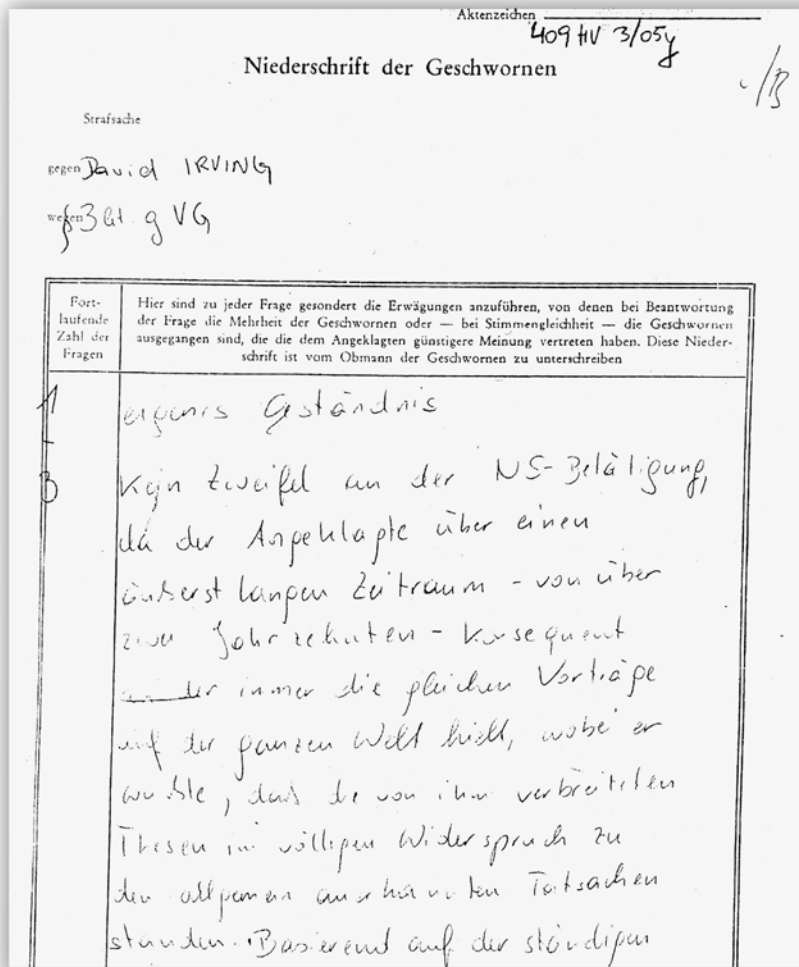 Aktenzeichen
409 HV 3/05y
Niederschrift der Geschwornen
Strafsache
gegen David IRVING
wegen § 3 lit g VG
Fort-
laufende
Zahl der
Fragen
Hier sind zu jeder Frage gesondert die Erwägungen anzuführen, von denen bei Beantwortung
der Frage die Mehrheit der Geschwornen oder — bei Stimmengleichheit — die Geschwornen
ausgegangen sind, die die dem Angeklagten günstigere Meinung vertreten haben. Diese Nieder-
schrift ist vom Obmann der Geschwornen zu unterschreiben
1
-
3
eigenes Geständnis
Kein Zweifel an der NS-Betätigung,
da der Angeklagte über einen
äußerst langen Zeitraum - von über
zwei Jahrzehnten - konsequent
immer die gleichen Vorträge
auf der ganzen Welt hielt, wobei er
wußte, daß die von ihm verbreiteten
Thesen im völligen Widerspruch zu
den allgemein anerkannten Tatsachen
standen. Basierend auf der ständigen